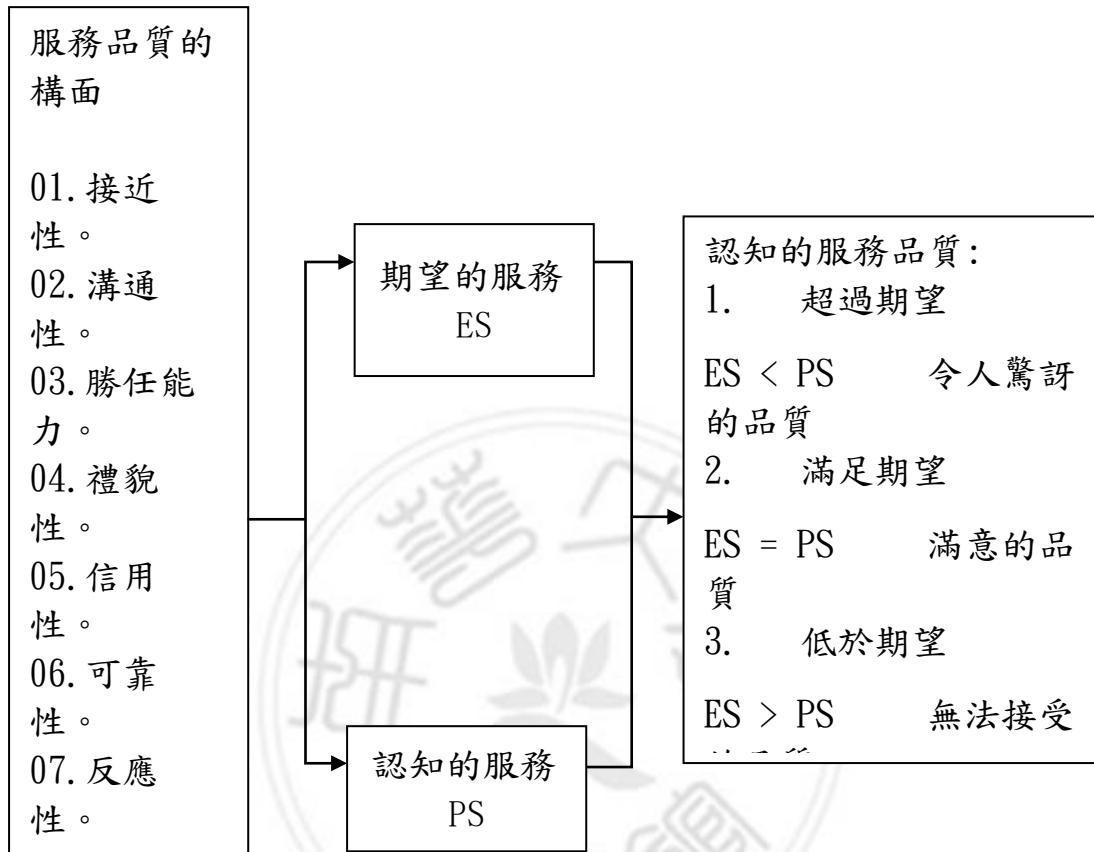 服務品質的
構面
01.接近
性。
02.溝通
性。
03.勝任能
力。
04.禮貌
性。
05.信用
性。
06.可靠
性。
07.反應
性。
期望的服務
ES
認知的服務
PS
認知的服務品質:
1. 超過期望
ES < PS 令人驚訝
的品質
2. 滿足期望
ES = PS 滿意的品
質
3. 低於期望
ES > PS 無法接受